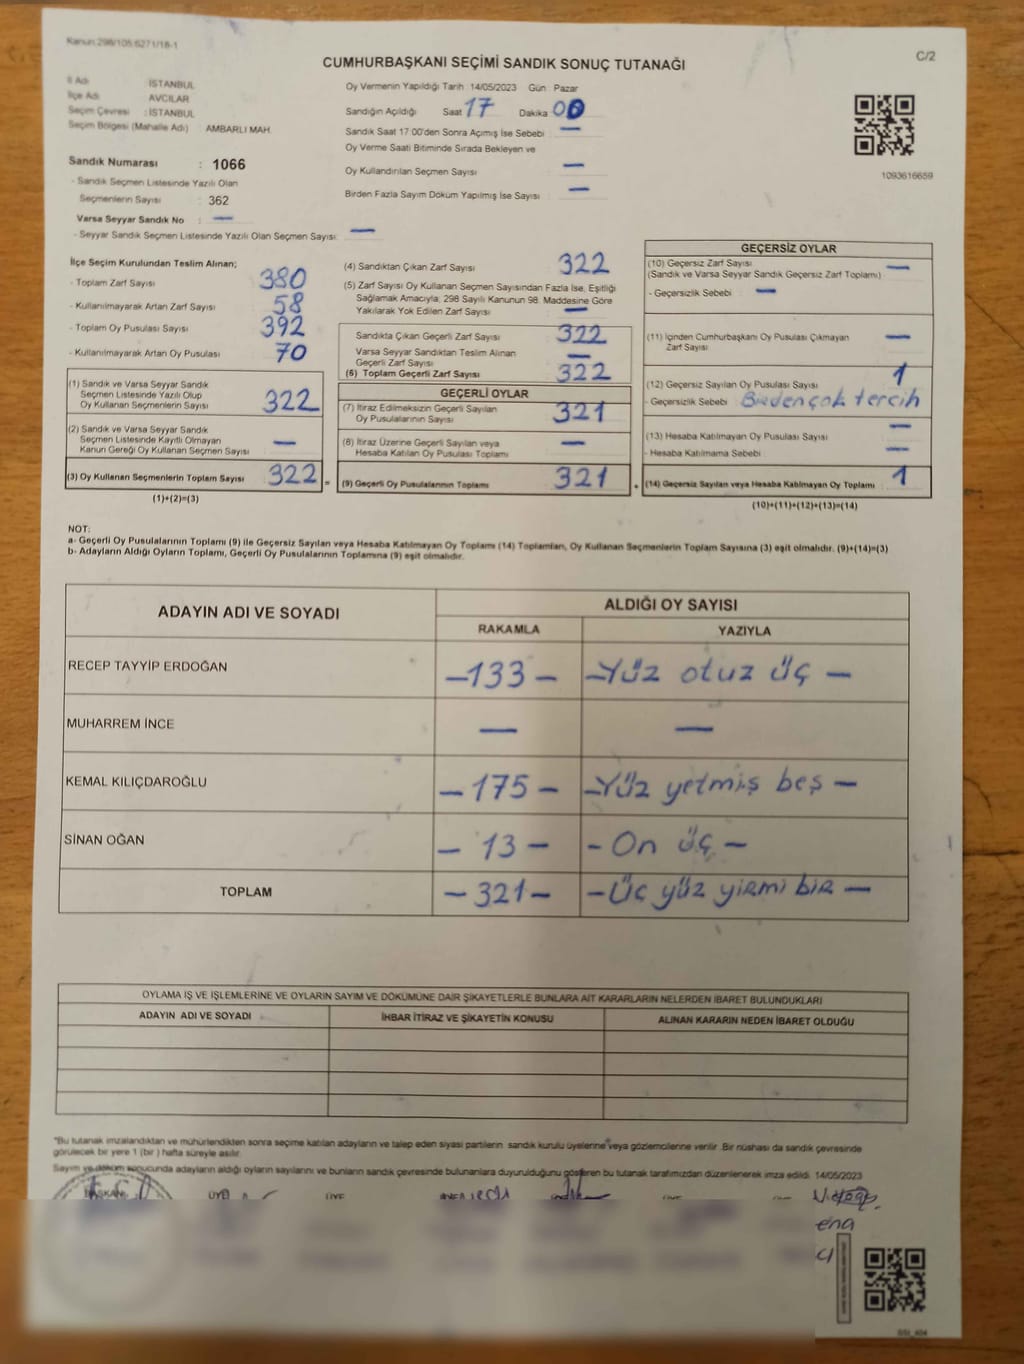 Kanun:298/105;6271/18-1
C/2
CUMHURBAŞKANI SEÇİMİ SANDIK SONUÇ TUTANAĞI
İl Adı : İSTANBUL
İlçe Adı : AVCILAR
Seçim Çevresi : İSTANBUL
Seçim Bölgesi (Mahalle Adı) : AMBARLI MAH.
Sandık Numarası : 1066
- Sandık Seçmen Listesinde Yazılı Olan
Seçmenlerin Sayısı : 362
Varsa Seyyar Sandık No : —
- Seyyar Sandık Seçmen Listesinde Yazılı Olan Seçmen Sayısı: —
Oy Vermenin Yapıldığı Tarih :14/05/2023 Gün : Pazar
Sandığın Açıldığı Saat 17 Dakika 00
Sandık Saat 17.00'den Sonra Açımış İse Sebebi : —
Oy Verme Saati Bitiminde Sırada Bekleyen ve
Oy Kullandırılan Seçmen Sayısı : —
Birden Fazla Sayım Döküm Yapılmış İse Sayısı : —
1093616659
İlçe Seçim Kurulundan Teslim Alınan;
- Toplam Zarf Sayısı : 380
- Kullanılmayarak Artan Zarf Sayısı : 58
- Toplam Oy Pusulası Sayısı : 392
- Kullanılmayarak Artan Oy Pusulası : 70
(1) Sandık ve Varsa Seyyar Sandık
Seçmen Listesinde Yazılı Olup
Oy Kullanan Seçmenlerin Sayısı : 322
(2) Sandık ve Varsa Seyyar Sandık
Seçmen Listesinde Kayıtlı Olmayan
Kanun Gereği Oy Kullanan Seçmen Sayısı : —
(3) Oy Kullanan Seçmenlerin Toplam Sayısı : 322 =
(1)+(2)=(3)
(4) Sandıktan Çıkan Zarf Sayısı : 322
(5) Zarf Sayısı Oy Kullanan Seçmen Sayısından Fazla İse, Eşitliği
Sağlamak Amacıyla, 298 Sayılı Kanunun 98. Maddesine Göre
Yakılarak Yok Edilen Zarf Sayısı : —
Sandıkta Çıkan Geçerli Zarf Sayısı : 322
Varsa Seyyar Sandıktan Teslim Alınan
Geçerli Zarf Sayısı : —
(6) Toplam Geçerli Zarf Sayısı : 322
GEÇERLİ OYLAR
(7) İtiraz Edilmeksizin Geçerli Sayılan
Oy Pusulalarının Sayısı : 321
(8) İtiraz Üzerine Geçerli Sayılan veya
Hesaba Katılan Oy Pusulası Toplamı : —
(9) Geçerli Oy Pusulalarının Toplamı : 321 +
GEÇERSİZ OYLAR
(10) Geçersiz Zarf Sayısı
(Sandık ve Varsa Seyyar Sandık Geçersiz Zarf Toplamı) : —
- Geçersizlik Sebebi : —
(11) İçinden Cumhurbaşkanı Oy Pusulası Çıkmayan
Zarf Sayısı : —
(12) Geçersiz Sayılan Oy Pusulası Sayısı : 1
- Geçersizlik Sebebi : Birden çok tercih
(13) Hesaba Katılmayan Oy Pusulası Sayısı : —
- Hesaba Katılmama Sebebi : —
(14) Geçersiz Sayılan veya Hesaba Katılmayan Oy Toplamı : 1
(10)+(11)+(12)+(13)=(14)
NOT:
a- Geçerli Oy Pusulalarının Toplamı (9) ile Geçersiz Sayılan veya Hesaba Katılmayan Oy Toplamı (14) Toplamları, Oy Kullanan Seçmenlerin Toplam Sayısına (3) eşit olmalıdır. (9)+(14)=(3)
b- Adayların Aldığı Oyların Toplamı, Geçerli Oy Pusulalarının Toplamına (9) eşit olmalıdır.
ADAYIN ADI VE SOYADI
ALDIĞI OY SAYISI
RAKAMLA YAZIYLA
RECEP TAYYİP ERDOĞAN —133— —Yüz otuz üç—
MUHARREM İNCE — —
KEMAL KILIÇDAROĞLU —175— —Yüz yetmiş beş—
SİNAN OĞAN —13— —On üç—
TOPLAM —321— —Üç yüz yirmi bir—
OYLAMA İŞ VE İŞLEMLERİNE VE OYLARIN SAYIM VE DÖKÜMÜNE DAİR ŞİKAYETLERLE BUNLARA AİT KARARLARIN NELERDEN İBARET BULUNDUKLARI
ADAYIN ADI VE SOYADI İHBAR İTİRAZ VE ŞİKAYETİN KONUSU ALINAN KARARIN NEDEN İBARET OLDUĞU
*Bu tutanak imzalandıktan ve mühürlendikten sonra seçime katılan adayların ve talep eden siyasi partilerin sandık kurulu üyelerine veya gözlemcilerine verilir. Bir nüshası da sandık çevresinde
görülecek bir yere 1 (bir) hafta süreyle asılır.
Sayım ve döküm sonucunda adayların aldığı oyların sayılarını ve bunların sandık çevresinde bulunanlara duyurulduğunu gösteren bu tutanak tarafımızdan düzenlenerek imza edildi. 14/05/2023
BAŞKAN ÜYE ÜYE